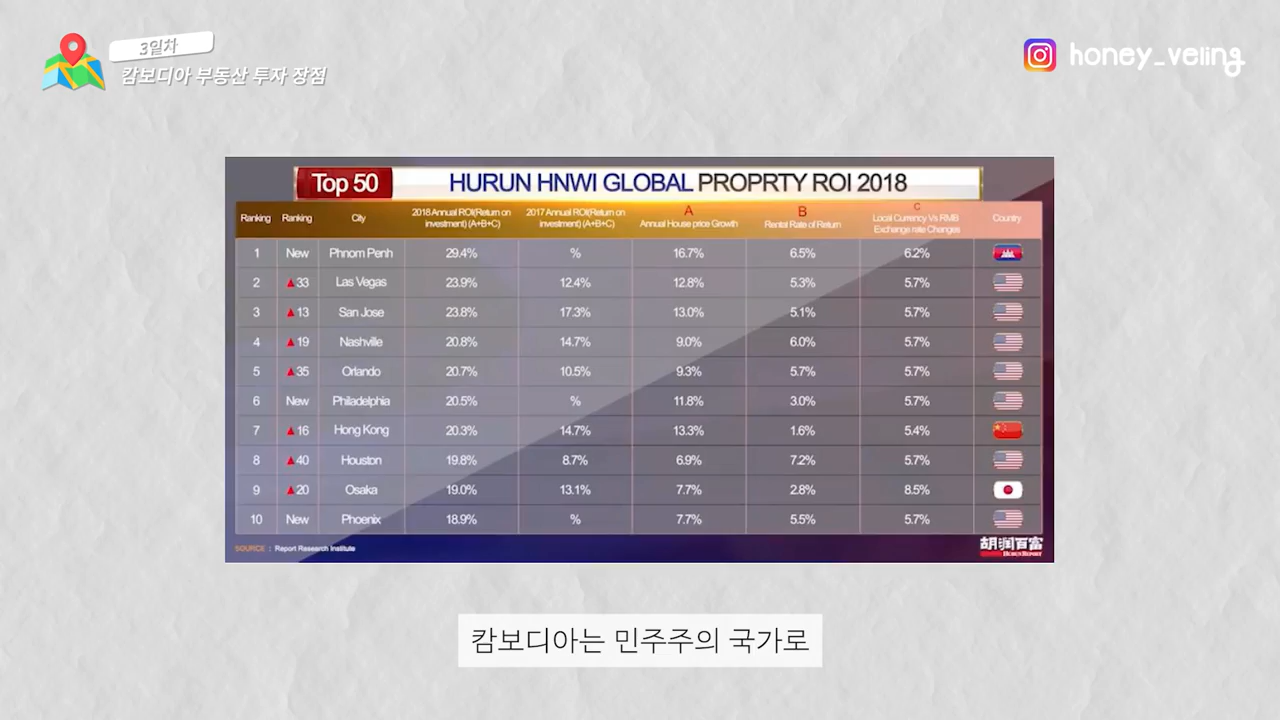 3일차
캄보디아 부동산 투자 장점
honey_veling
Top 50 HURUN HNWI GLOBAL PROPRTY ROI 2018
Ranking Ranking City 2018 Annual ROI(Return on investment) (A+B+C) 2017 Annual ROI(Return on investment) (A+B+C) A Annual House price Growth B Rental Rate of Return C Local Currency Vs RMB Exchange rate Changes Country
1 New Phnom Penh 29.4% % 16.7% 6.5% 6.2%
2 ▲33 Las Vegas 23.9% 12.4% 12.8% 5.3% 5.7%
3 ▲13 San Jose 23.8% 17.3% 13.0% 5.1% 5.7%
4 ▲19 Nashville 20.8% 14.7% 9.0% 6.0% 5.7%
5 ▲35 Orlando 20.7% 10.5% 9.3% 5.7% 5.7%
6 New Philadelphia 20.5% % 11.8% 3.0% 5.7%
7 ▲16 Hong Kong 20.3% 14.7% 13.3% 1.6% 5.4%
8 ▲40 Houston 19.8% 8.7% 6.9% 7.2% 5.7%
9 ▲20 Osaka 19.0% 13.1% 7.7% 2.8% 8.5%
10 New Phoenix 18.9% % 7.7% 5.5% 5.7%
SOURCE : Report Research Institute
胡润百富
HURUN REPORT
캄보디아는 민주주의 국가로